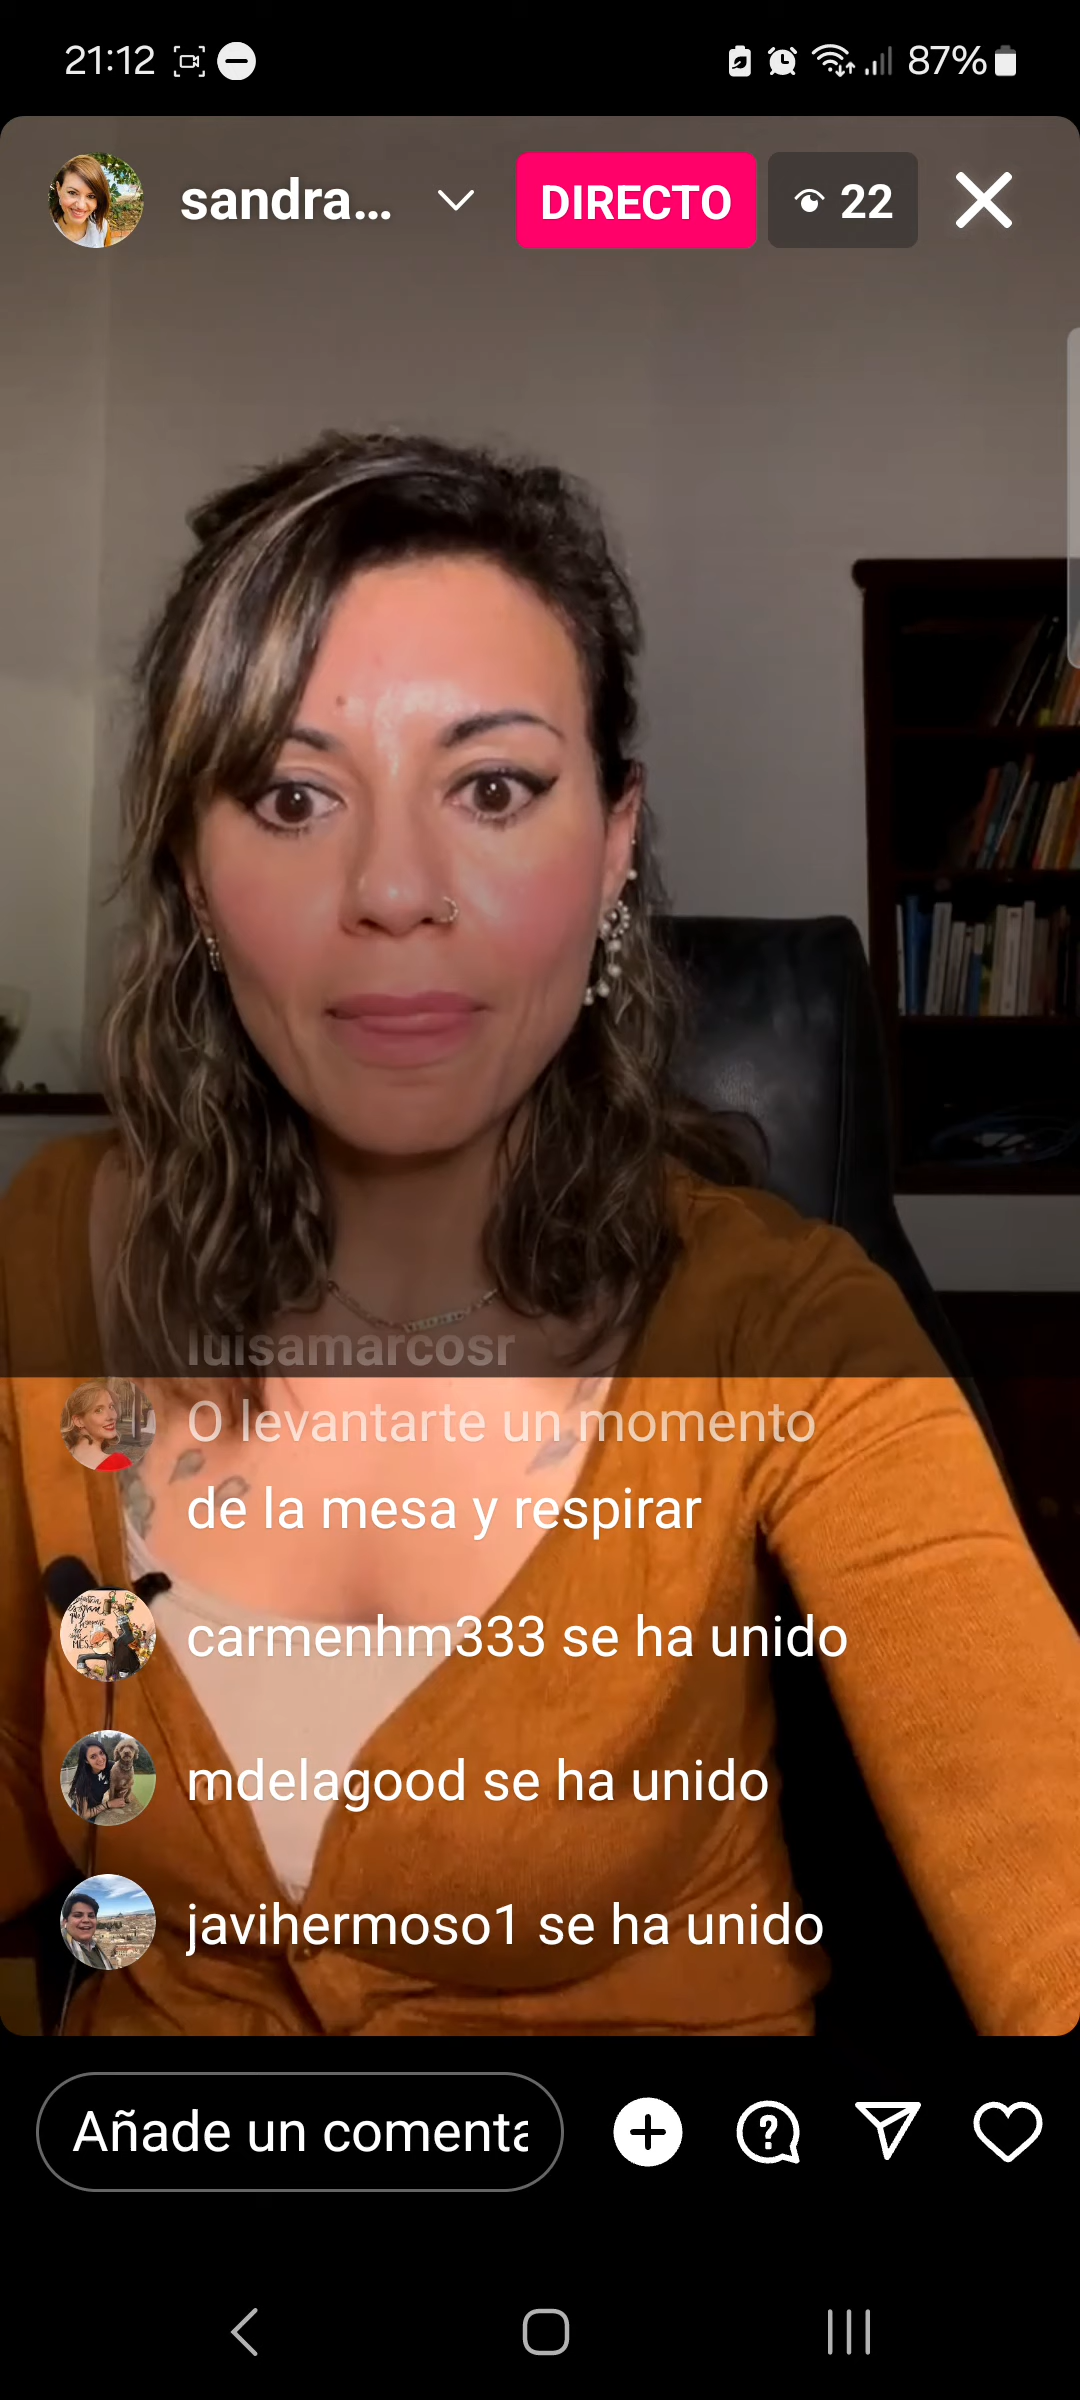 21:12
87%
sandra...
DIRECTO
22
luisamarcosr
O levantarte un momento
de la mesa y respirar
carmenhm333 se ha unido
mdelagood se ha unido
javihermoso1 se ha unido
Añade un comenta